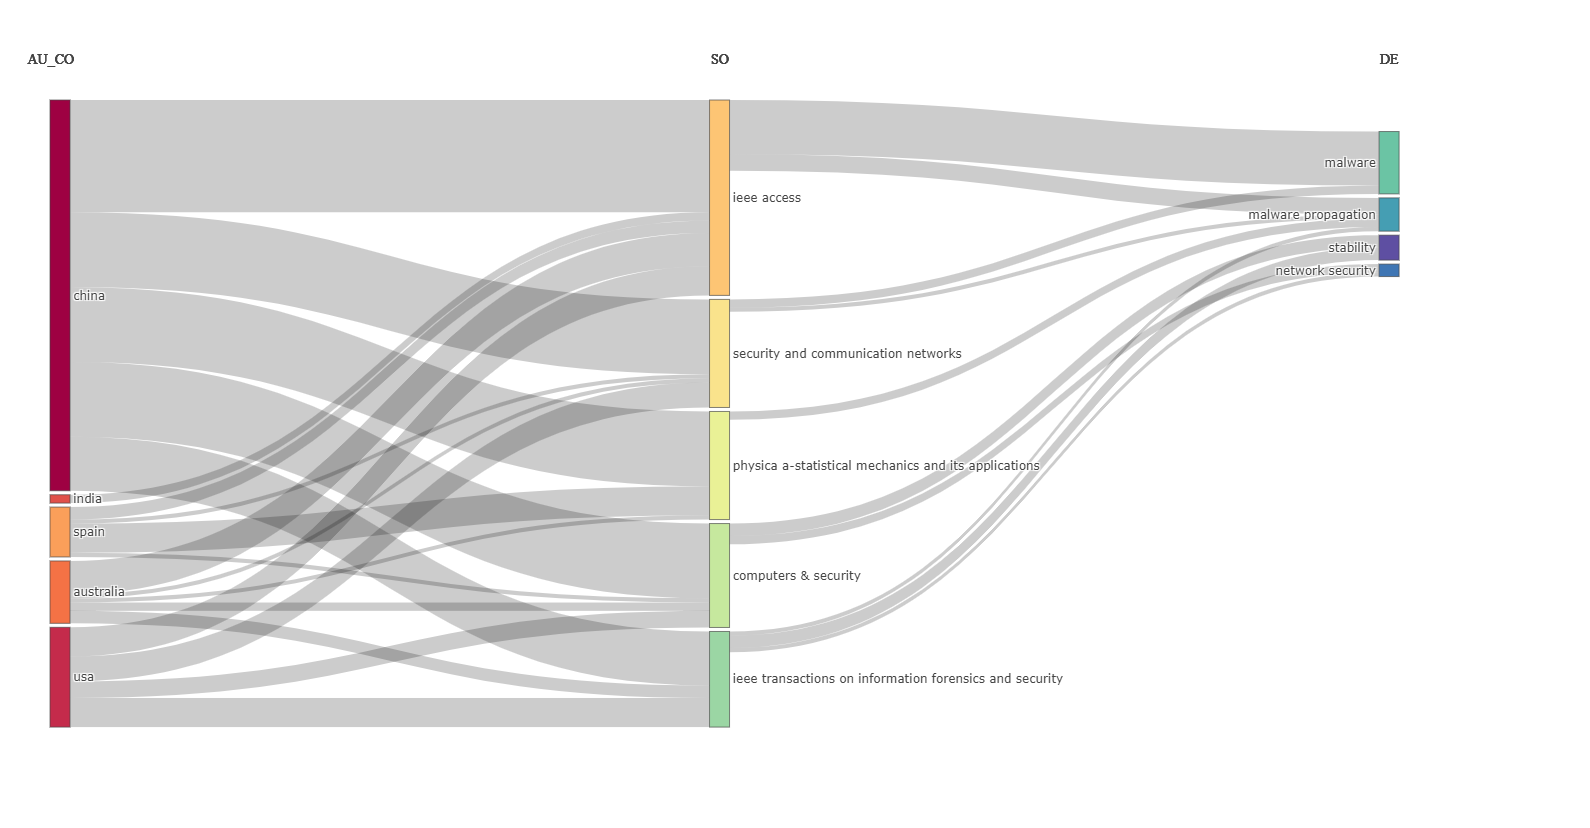 AU_CO
SO
DE
china
india
spain
australia
usa
ieee access
security and communication networks
physica a-statistical mechanics and its applications
computers & security
ieee transactions on information forensics and security
malware
malware propagation
stability
network security